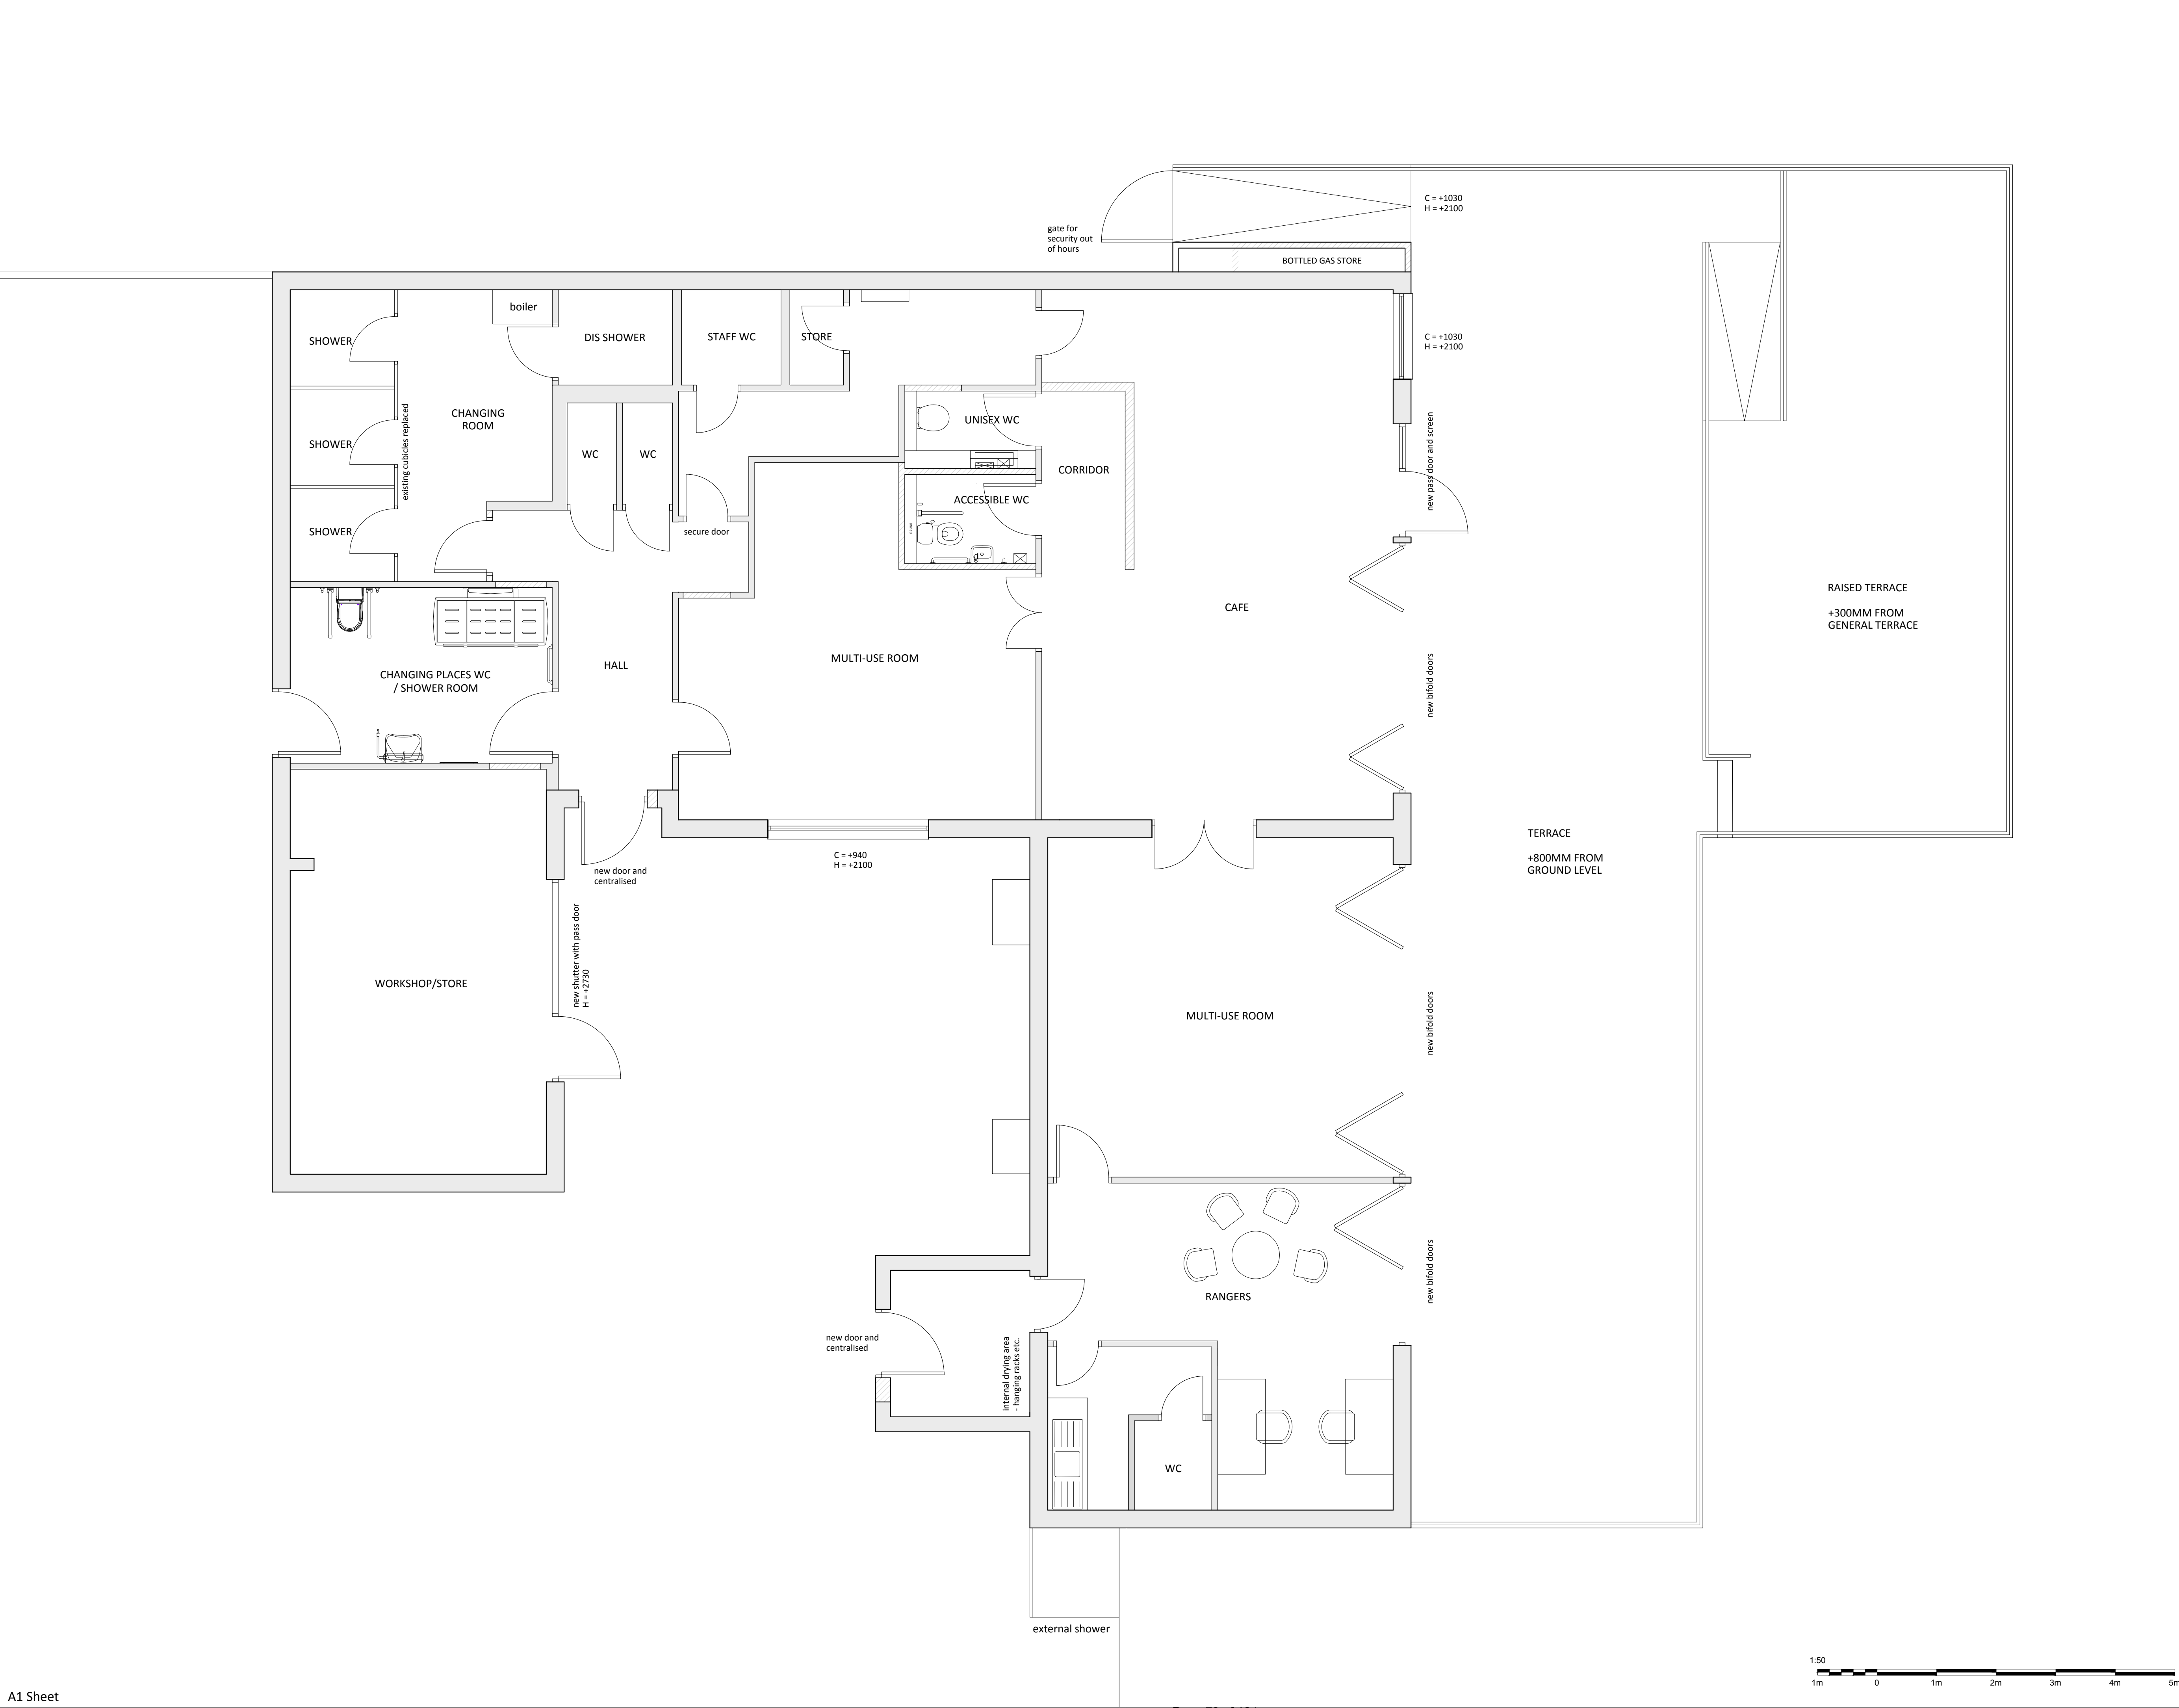 C = +1030
H = +2100
gate for
security out
of hours
BOTTLED GAS STORE
boiler
SHOWER
DIS SHOWER
STAFF WC
STORE
C = +1030
H = +2100
CHANGING
ROOM
existing cubicles replaced
SHOWER
WC
WC
UNISEX WC
CORRIDOR
new pass door and screen
ACCESSIBLE WC
SHOWER
secure door
RAISED TERRACE
+300MM FROM
GENERAL TERRACE
CAFE
HALL
MULTI-USE ROOM
CHANGING PLACES WC
/ SHOWER ROOM
new bifold doors
TERRACE
+800MM FROM
GROUND LEVEL
C = +940
H = +2100
new door and
centralised
new shutter with pass door
H = +2730
WORKSHOP/STORE
MULTI-USE ROOM
new bifold doors
RANGERS
new bifold doors
new door and
centralised
internal drying area
- hanging racks etc.
WC
external shower
1:50
1m 0 1m 2m 3m 4m
A1 Sheet